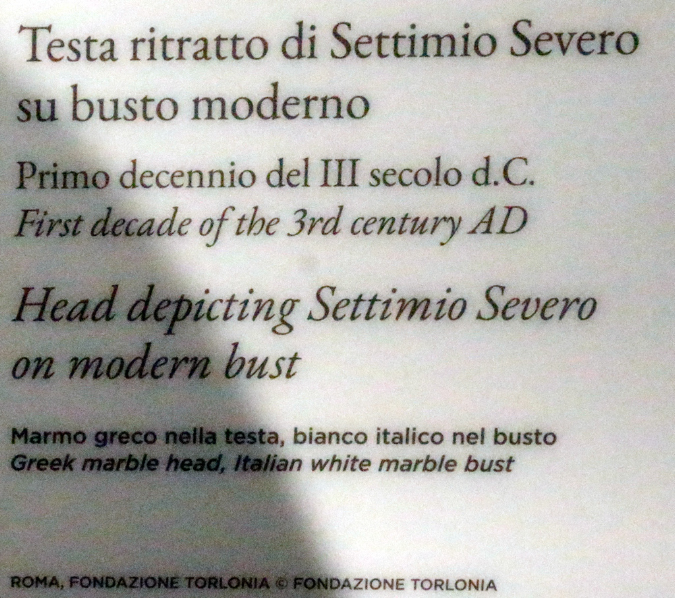 Testa ritratto di Settimio Severo
su busto moderno
Primo decennio del III secolo d.C.
First decade of the 3rd century AD
Head depicting Settimio Severo
on modern bust
Marmo greco nella testa, bianco italico nel busto
Greek marble head, Italian white marble bust
ROMA, FONDAZIONE TORLONIA © FONDAZIONE TORLONIA